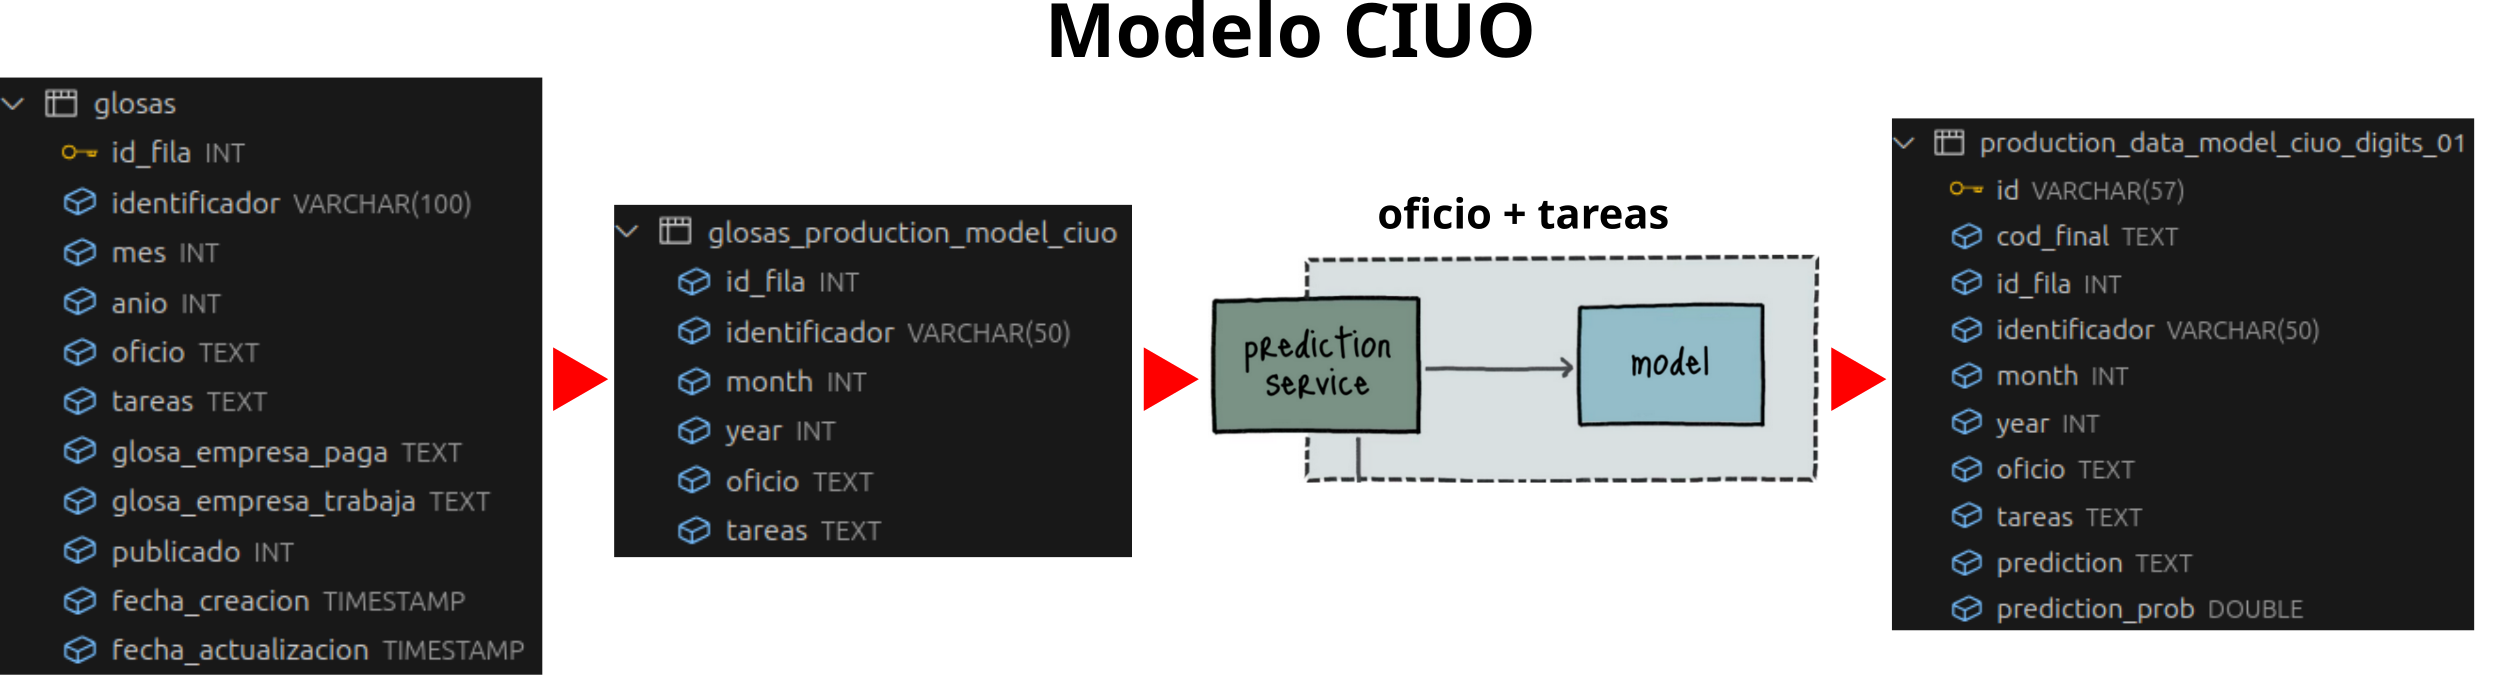 Modelo CIUO
glosas
id_fila INT
identificador VARCHAR(100)
mes INT
anio INT
oficio TEXT
tareas TEXT
glosa_empresa_paga TEXT
glosa_empresa_trabaja TEXT
publicado INT
fecha_creacion TIMESTAMP
fecha_actualizacion TIMESTAMP
glosas_production_model_ciuo
id_fila INT
identificador VARCHAR(50)
month INT
year INT
oficio TEXT
tareas TEXT
oficio + tareas
prediction
service
model
production_data_model_ciuo_digits_01
id VARCHAR(57)
cod_final TEXT
id_fila INT
identificador VARCHAR(50)
month INT
year INT
oficio TEXT
tareas TEXT
prediction TEXT
prediction_prob DOUBLE